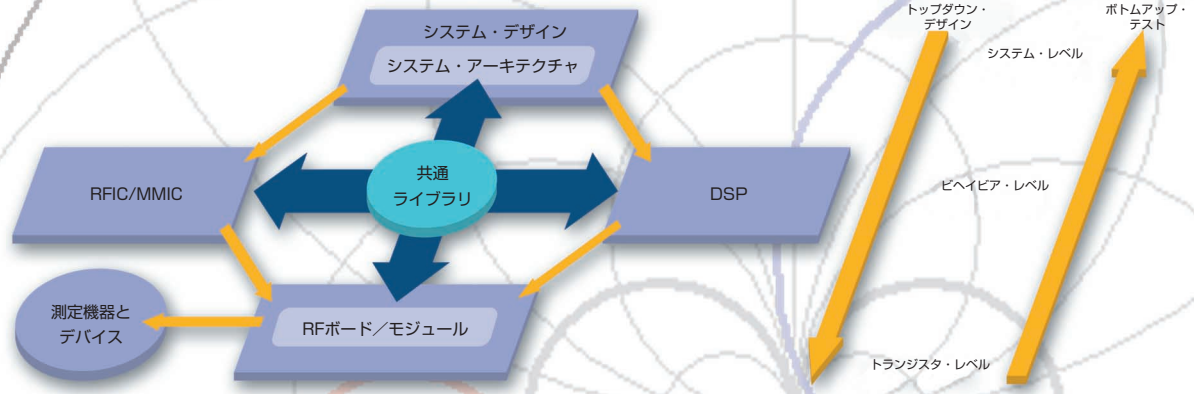 システム・デザイン
システム・アーキテクチャ
共通
ライブラリ
RFIC/MMIC
DSP
測定機器と
デバイス
RFボード／モジュール
トップダウン・
デザイン
ボトムアップ・
テスト
システム・レベル
ビヘイビア・レベル
トランジスタ・レベル